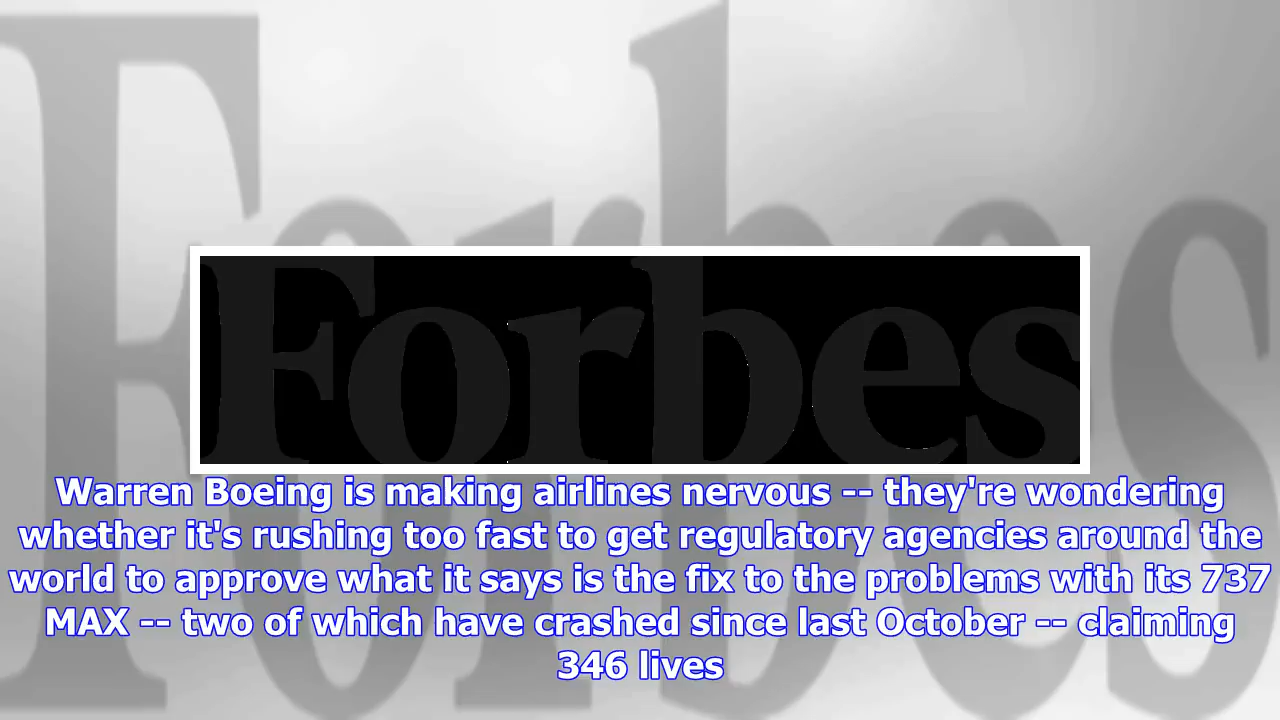 Forbes
Forbes
Warren Boeing is making airlines nervous -- they're wondering
whether it's rushing too fast to get regulatory agencies around the
world to approve what it says is the fix to the problems with its 737
MAX -- two of which have crashed since last October -- claiming
346 lives